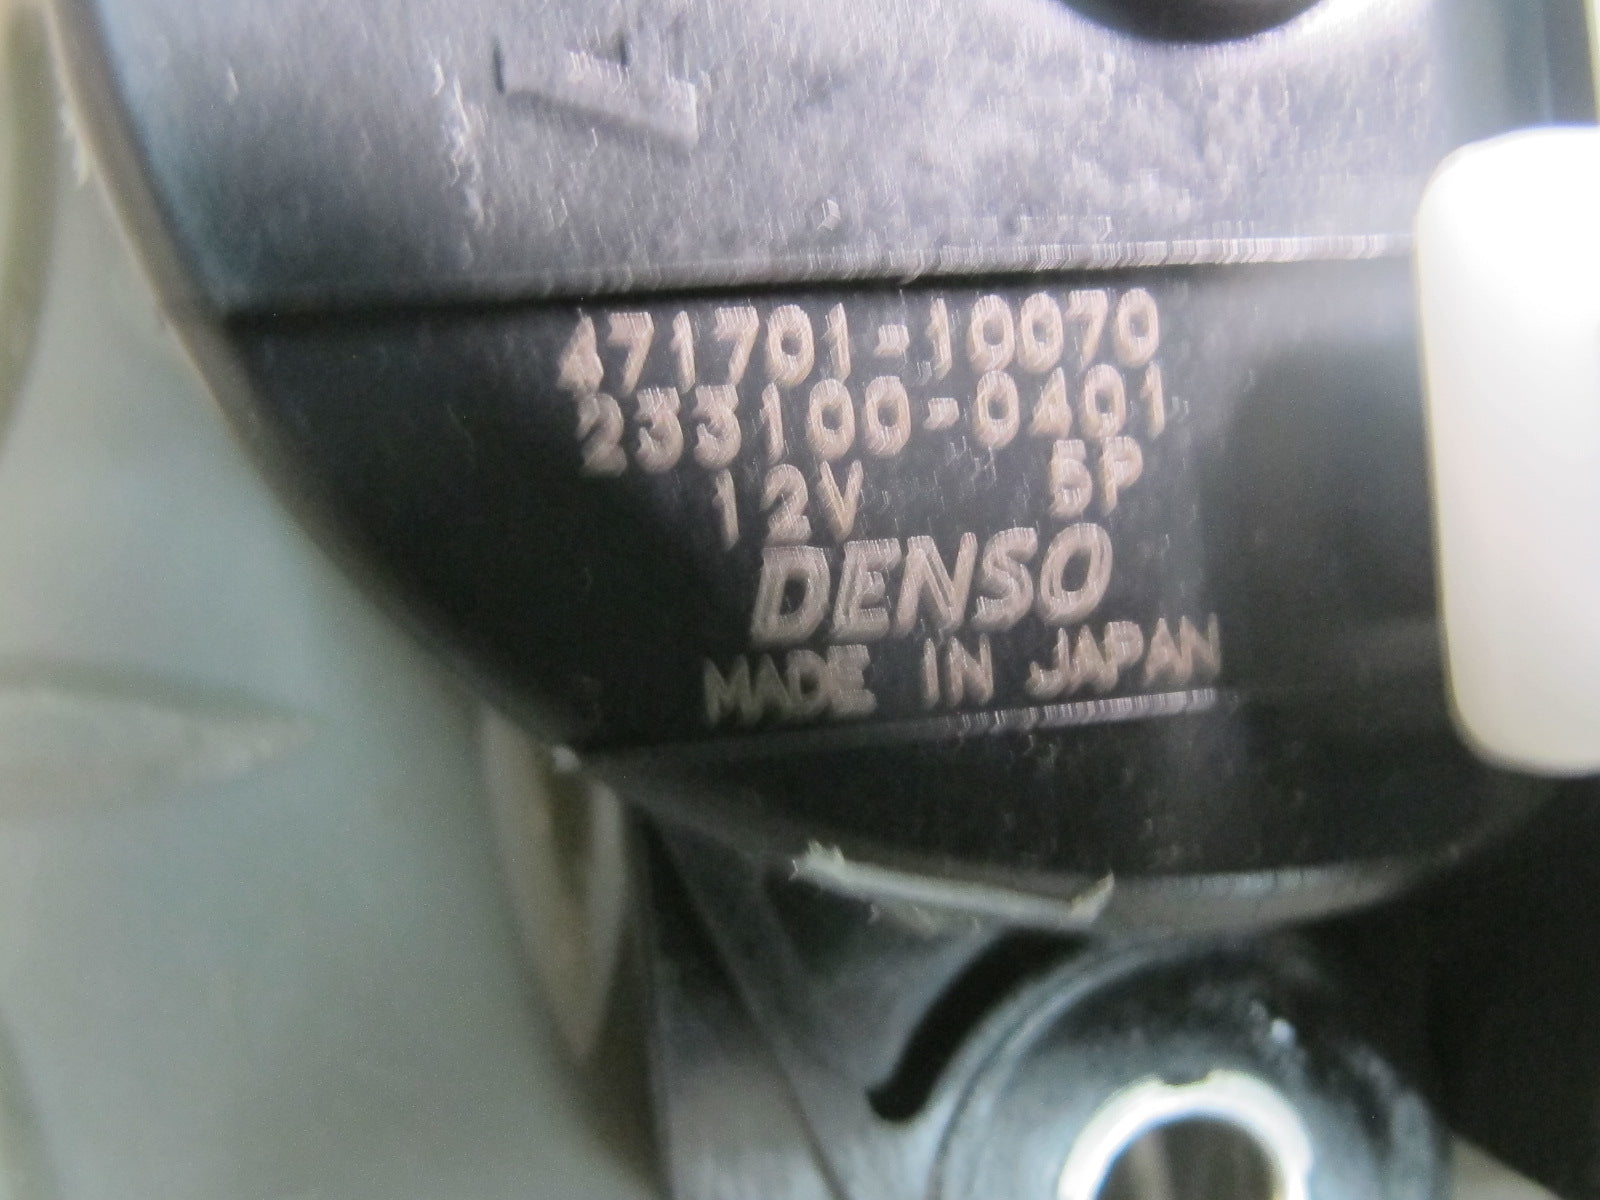 471701-10070
233100-0401
12V 5P
DENSO
MADE IN JAPAN